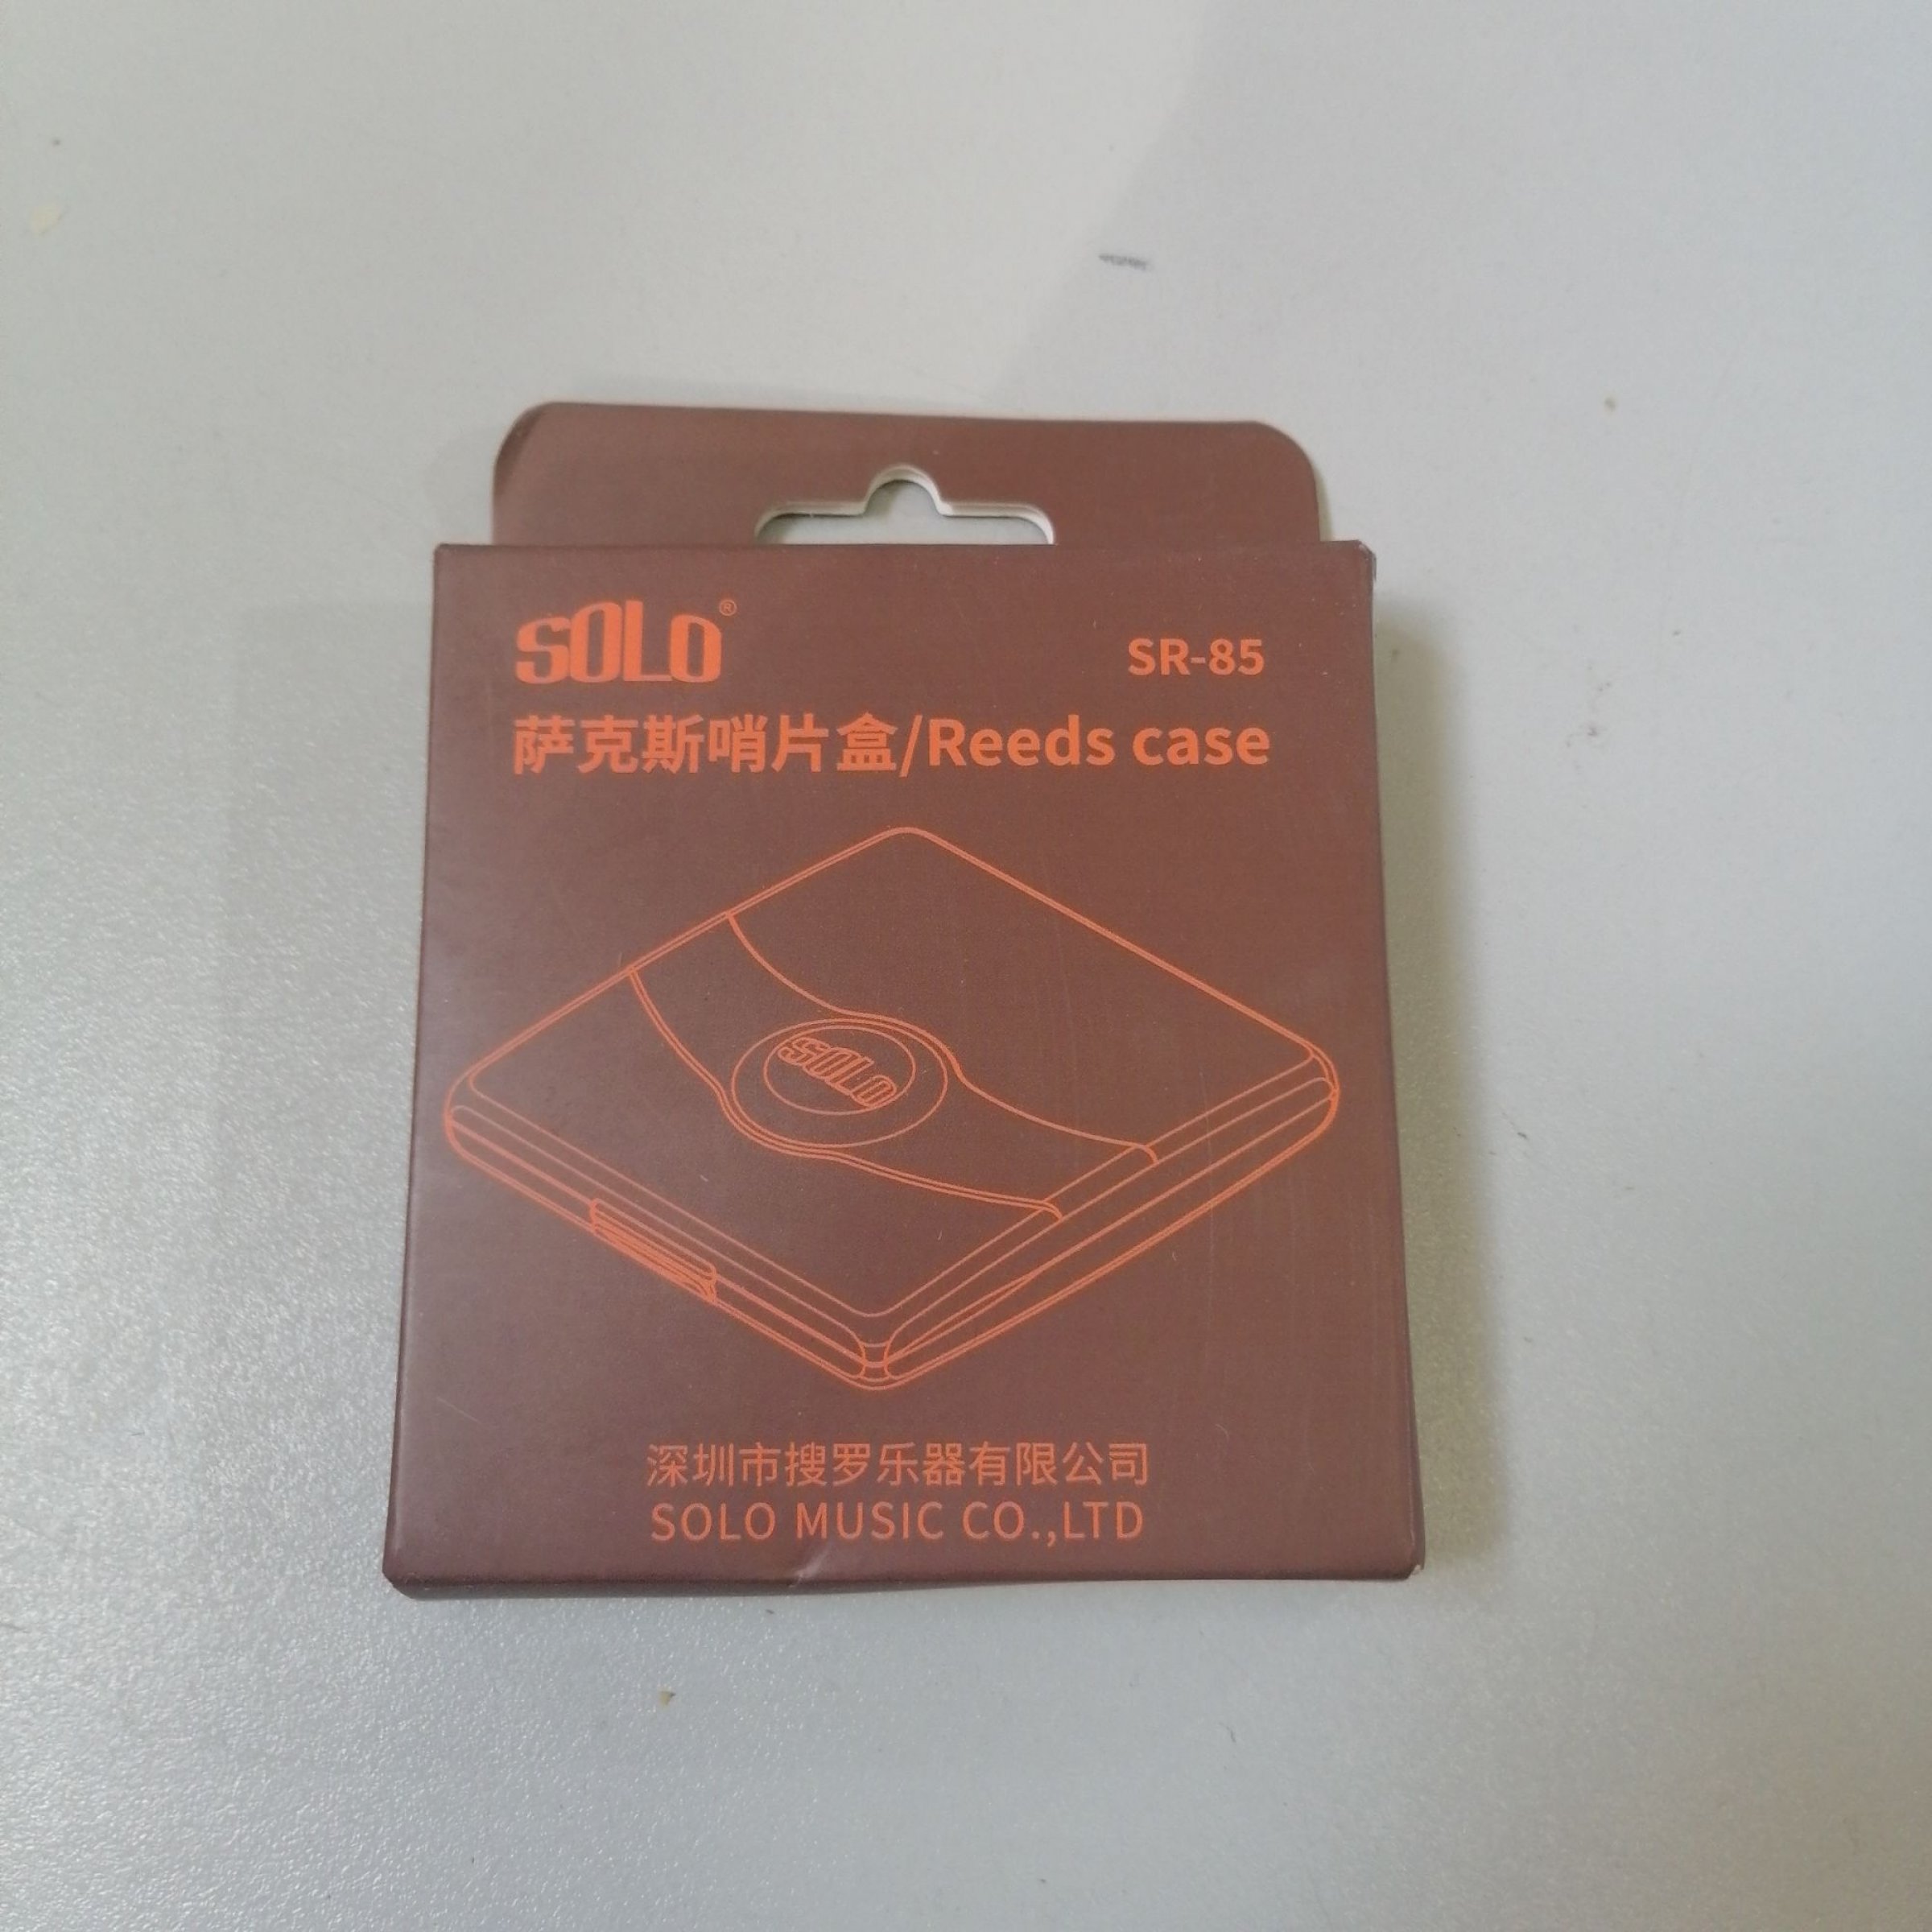 SOLO®
SR-85
萨克斯哨片盒/Reeds case
SOLO
深圳市搜罗乐器有限公司
SOLO MUSIC CO.,LTD